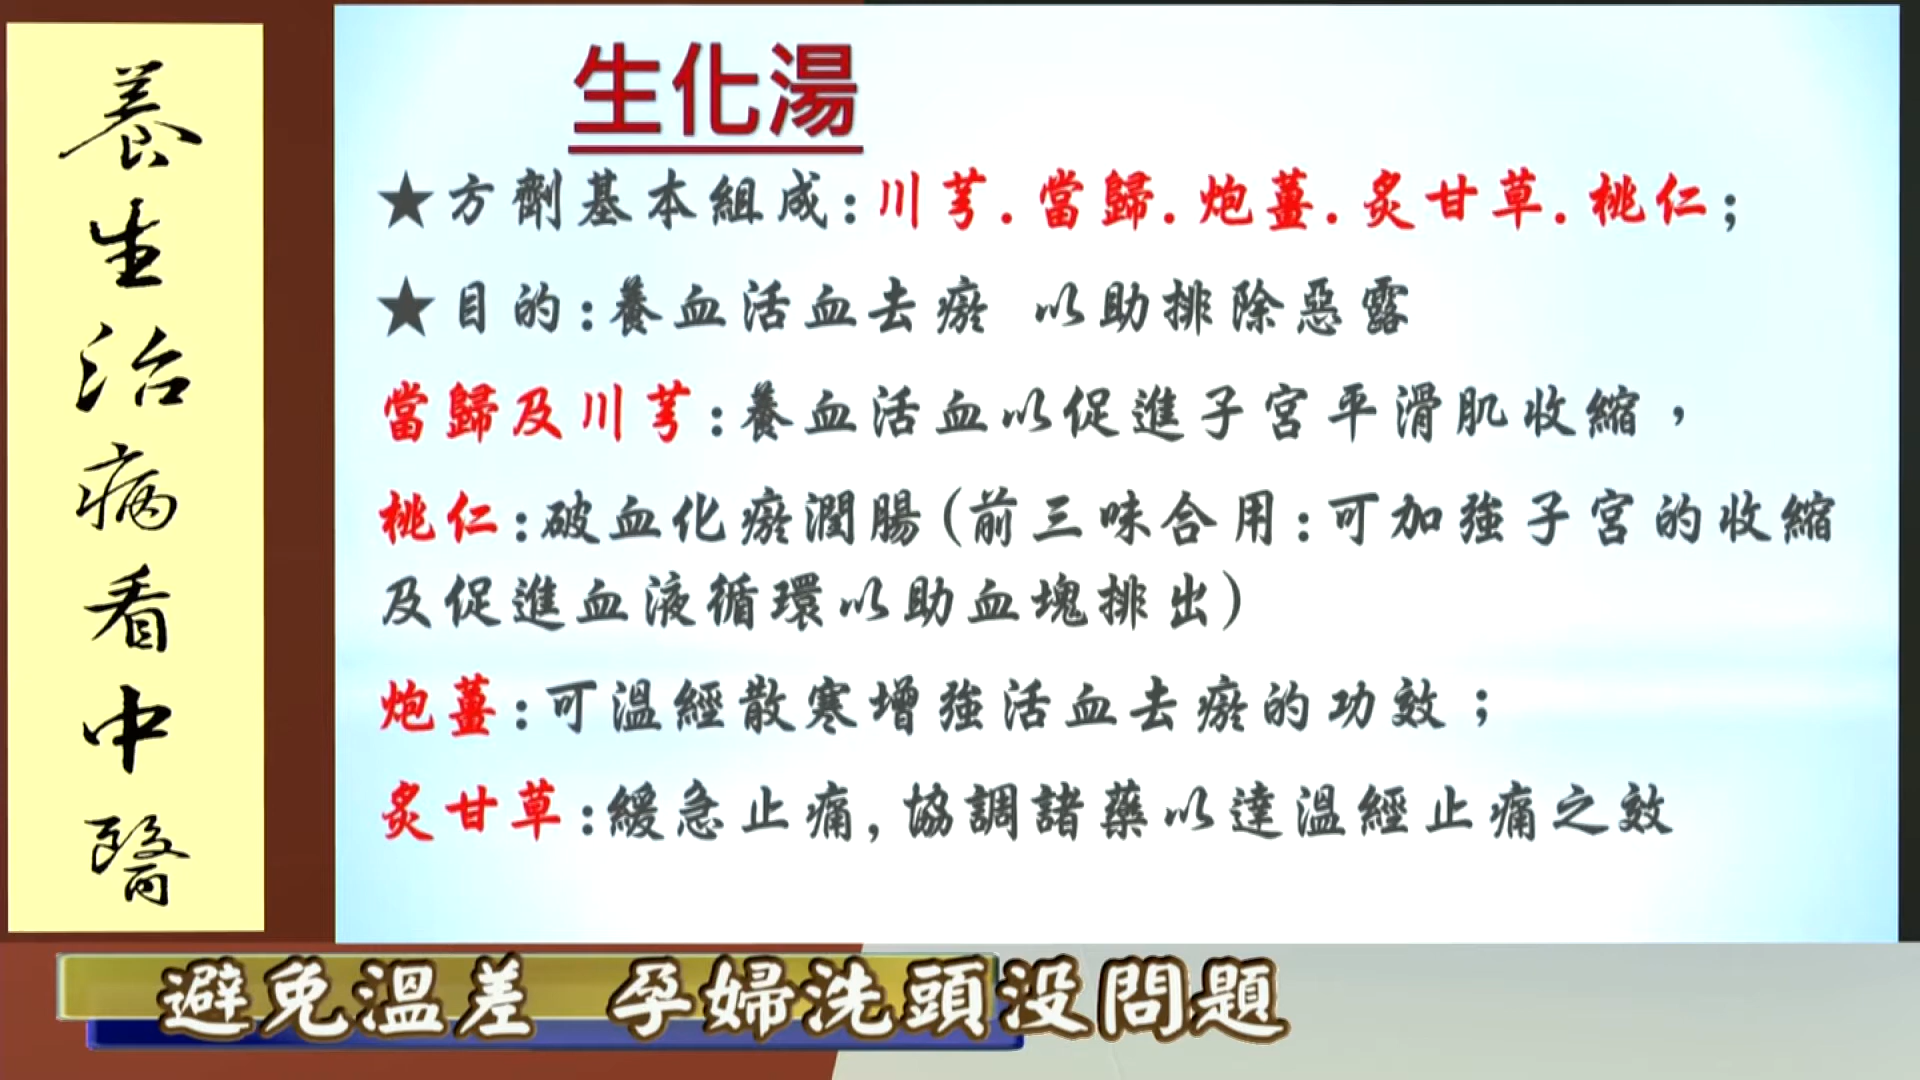 養生治病看中醫
生化湯
★方劑基本組成:川芎.當歸.炮薑.炙甘草.桃仁;
★目的:養血活血去瘀 以助排除惡露
當歸及川芎:養血活血以促進子宮平滑肌收縮，
桃仁:破血化瘀潤腸(前三味合用:可加強子宮的收縮
及促進血液循環以助血塊排出)
炮薑:可溫經散寒增強活血去瘀的功效；
炙甘草:緩急止痛,協調諸藥以達溫經止痛之效
避免溫差 孕婦洗頭没問題